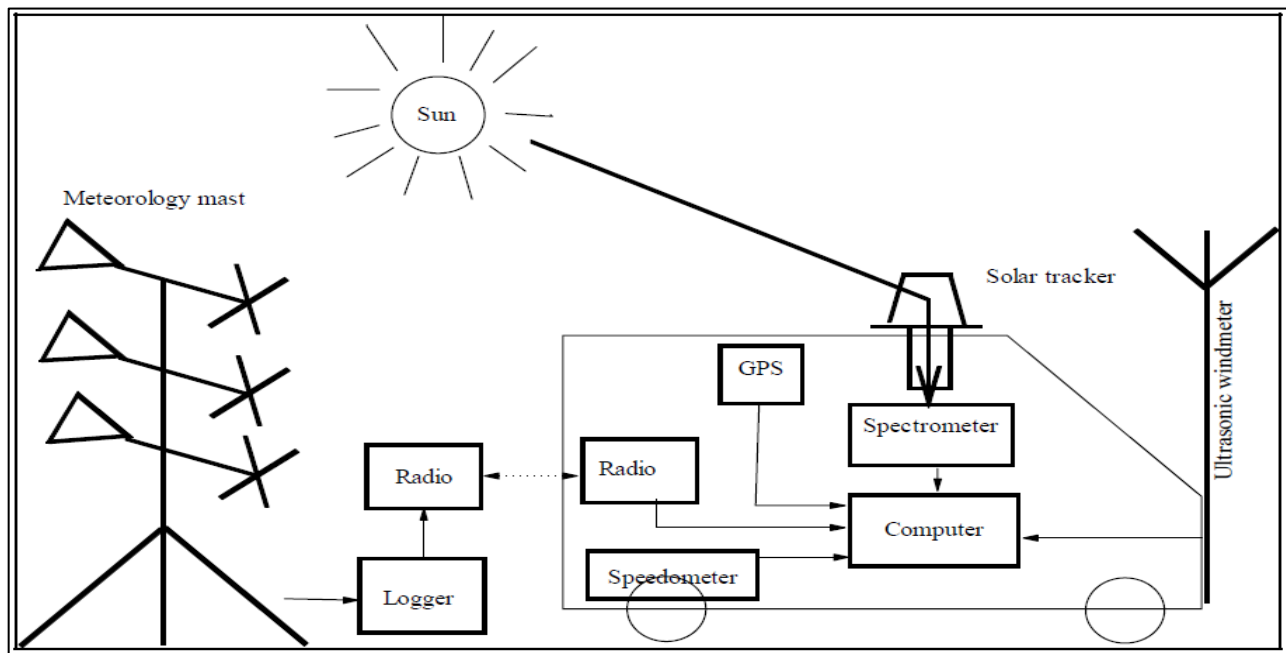 Sun
Meteorology mast
Solar tracker
Ultrasonic windmeter
GPS
Spectrometer
Radio
Radio
Computer
Speedometer
Logger